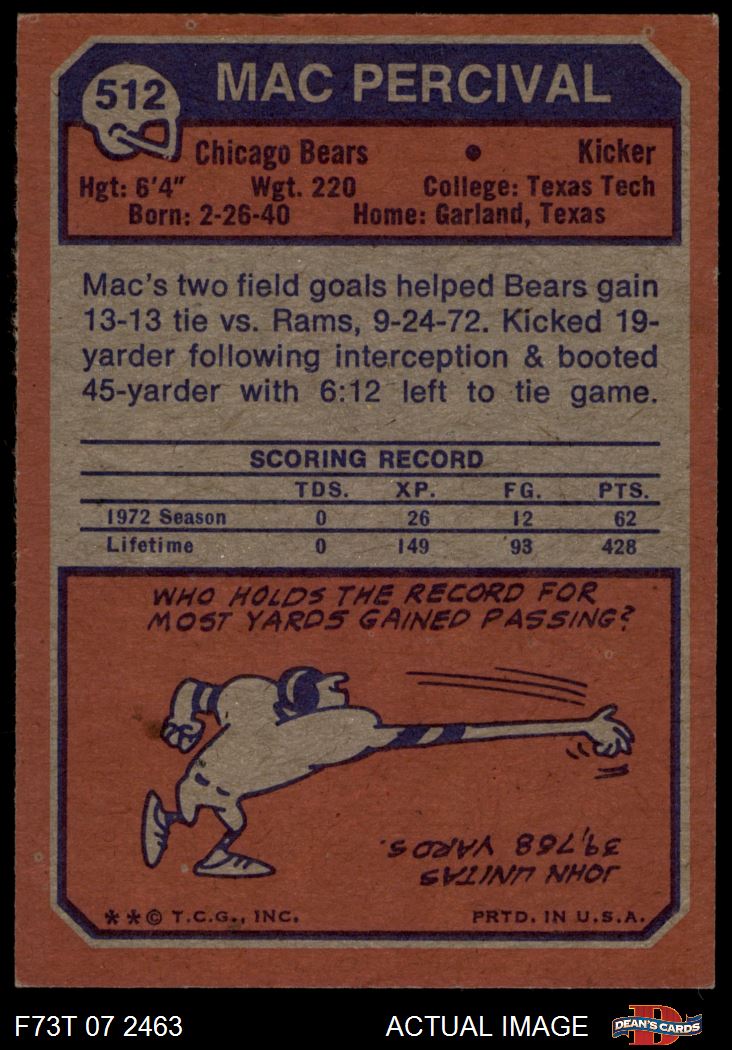 512
MAC PERCIVAL
Chicago Bears • Kicker
Hgt: 6'4" Wgt. 220 College: Texas Tech
Born: 2-26-40 Home: Garland, Texas
Mac's two field goals helped Bears gain
13-13 tie vs. Rams, 9-24-72. Kicked 19-
yarder following interception & booted
45-yarder with 6:12 left to tie game.
SCORING RECORD
TDS. XP. FG. PTS.
1972 Season 0 26 12 62
Lifetime 0 149 93 428
WHO HOLDS THE RECORD FOR
MOST YARDS GAINED PASSING?
JOHN UNITAS
39,768 YARDS.
**© T.C.G., INC. PRTD. IN U.S.A.
F73T 07 2463 ACTUAL IMAGE
D
DEAN'S CARDS